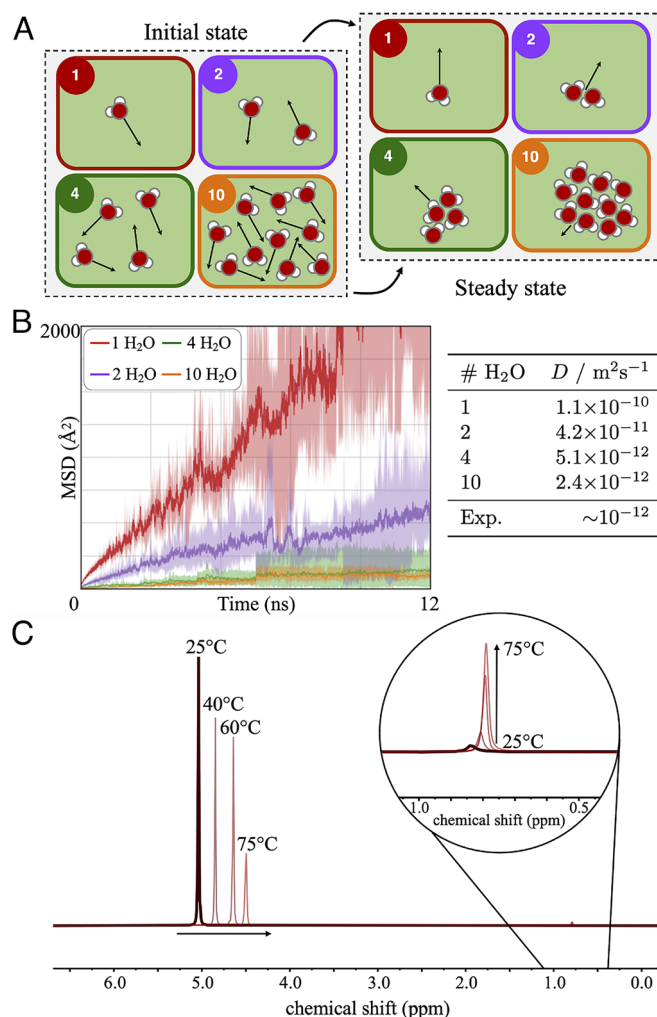 A
Initial state
1
2
4
10
1
2
4
10
Steady state
B
2000
1 H₂O
4 H₂O
2 H₂O
10 H₂O
MSD (Å²)
0
Time (ns)
12
# H₂O D / m²s⁻¹
1 1.1×10⁻¹⁰
2 4.2×10⁻¹¹
4 5.1×10⁻¹²
10 2.4×10⁻¹²
Exp. ~10⁻¹²
C
25°C
40°C
60°C
75°C
75°C
25°C
1.0 0.5
chemical shift (ppm)
6.0 5.0 4.0 3.0 2.0 1.0 0.0
chemical shift (ppm)